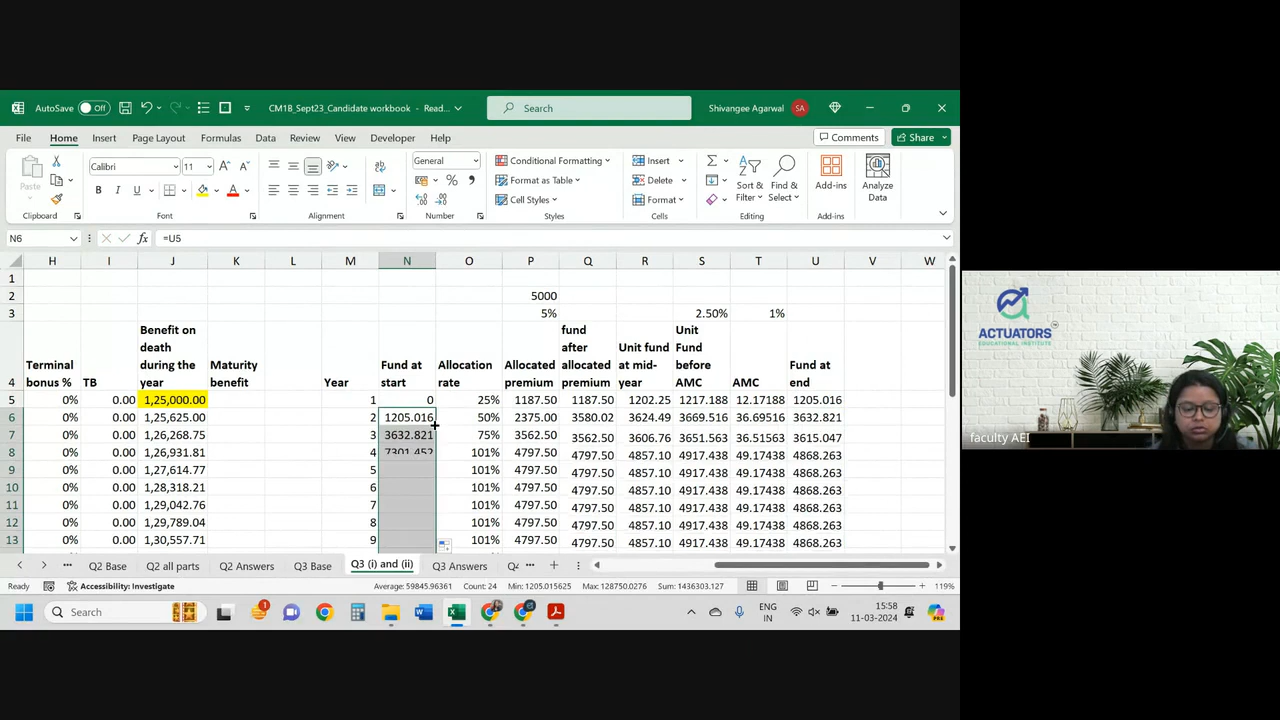 AutoSave Off CM1B_Sept23_Candidate workbook - Read... Search Shivangee Agarwal SA
File Home Insert Page Layout Formulas Data Review View Developer Help Comments Share
Paste Calibri 11 General Conditional Formatting Insert
Format as Table Delete Sort & Filter Find & Select Add-ins Analyze Data
Cell Styles Format
Clipboard Font Alignment Number Styles Cells Editing Add-ins
N6 =U5
H I J K L M N O P Q R S T U V W
1
2 5000
3 5% 2.50% 1%
4 Terminal bonus % TB Benefit on death during the year Maturity benefit Year Fund at start Allocation rate Allocated premium fund after allocated premium Unit fund at mid-year Unit Fund before AMC AMC Fund at end
5 0% 0.00 1,25,000.00 1 0 25% 1187.50 1187.50 1202.25 1217.188 12.17188 1205.016
6 0% 0.00 1,25,625.00 2 1205.016 50% 2375.00 3580.02 3624.49 3669.516 36.69516 3632.821
7 0% 0.00 1,26,268.75 3 3632.821 75% 3562.50 3562.50 3606.76 3651.563 36.51563 3615.047
8 0% 0.00 1,26,931.81 4 7301.452 101% 4797.50 4797.50 4857.10 4917.438 49.17438 4868.263
9 0% 0.00 1,27,614.77 5 101% 4797.50 4797.50 4857.10 4917.438 49.17438 4868.263
10 0% 0.00 1,28,318.21 6 101% 4797.50 4797.50 4857.10 4917.438 49.17438 4868.263
11 0% 0.00 1,29,042.76 7 101% 4797.50 4797.50 4857.10 4917.438 49.17438 4868.263
12 0% 0.00 1,29,789.04 8 101% 4797.50 4797.50 4857.10 4917.438 49.17438 4868.263
13 0% 0.00 1,30,557.71 9 101% 4797.50 4797.50 4857.10 4917.438 49.17438 4868.263
Q2 Base Q2 all parts Q2 Answers Q3 Base Q3 (i) and (ii) Q3 Answers
Ready Accessibility: Investigate Average: 59845.96361 Count: 24 Min: 1205.015625 Max: 128750.0276 Sum: 1436303.127 119%
Search ENG IN 15:58 11-03-2024
ACTUATORS
EDUCATIONAL INSTITUTE
faculty AEI